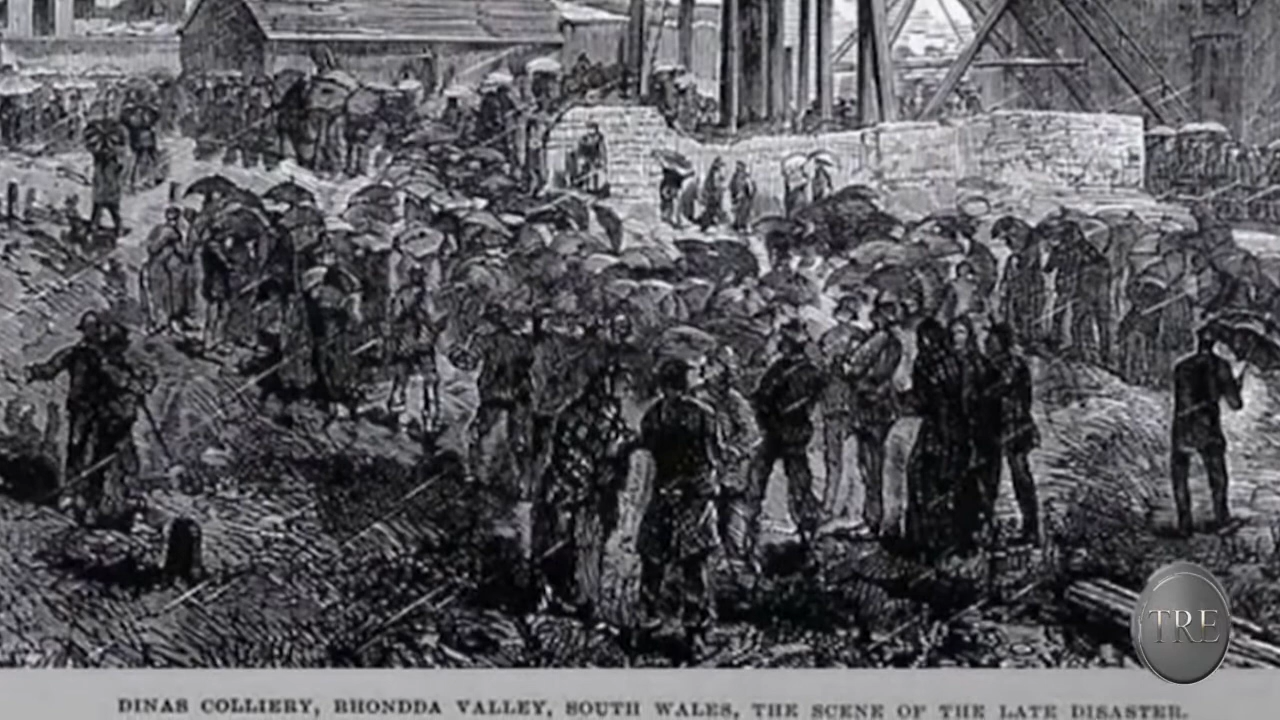 TRE
DINAS COLLIERY, RHONDDA VALLEY, SOUTH WALES, THE SCENE OF THE LATE DISASTER.